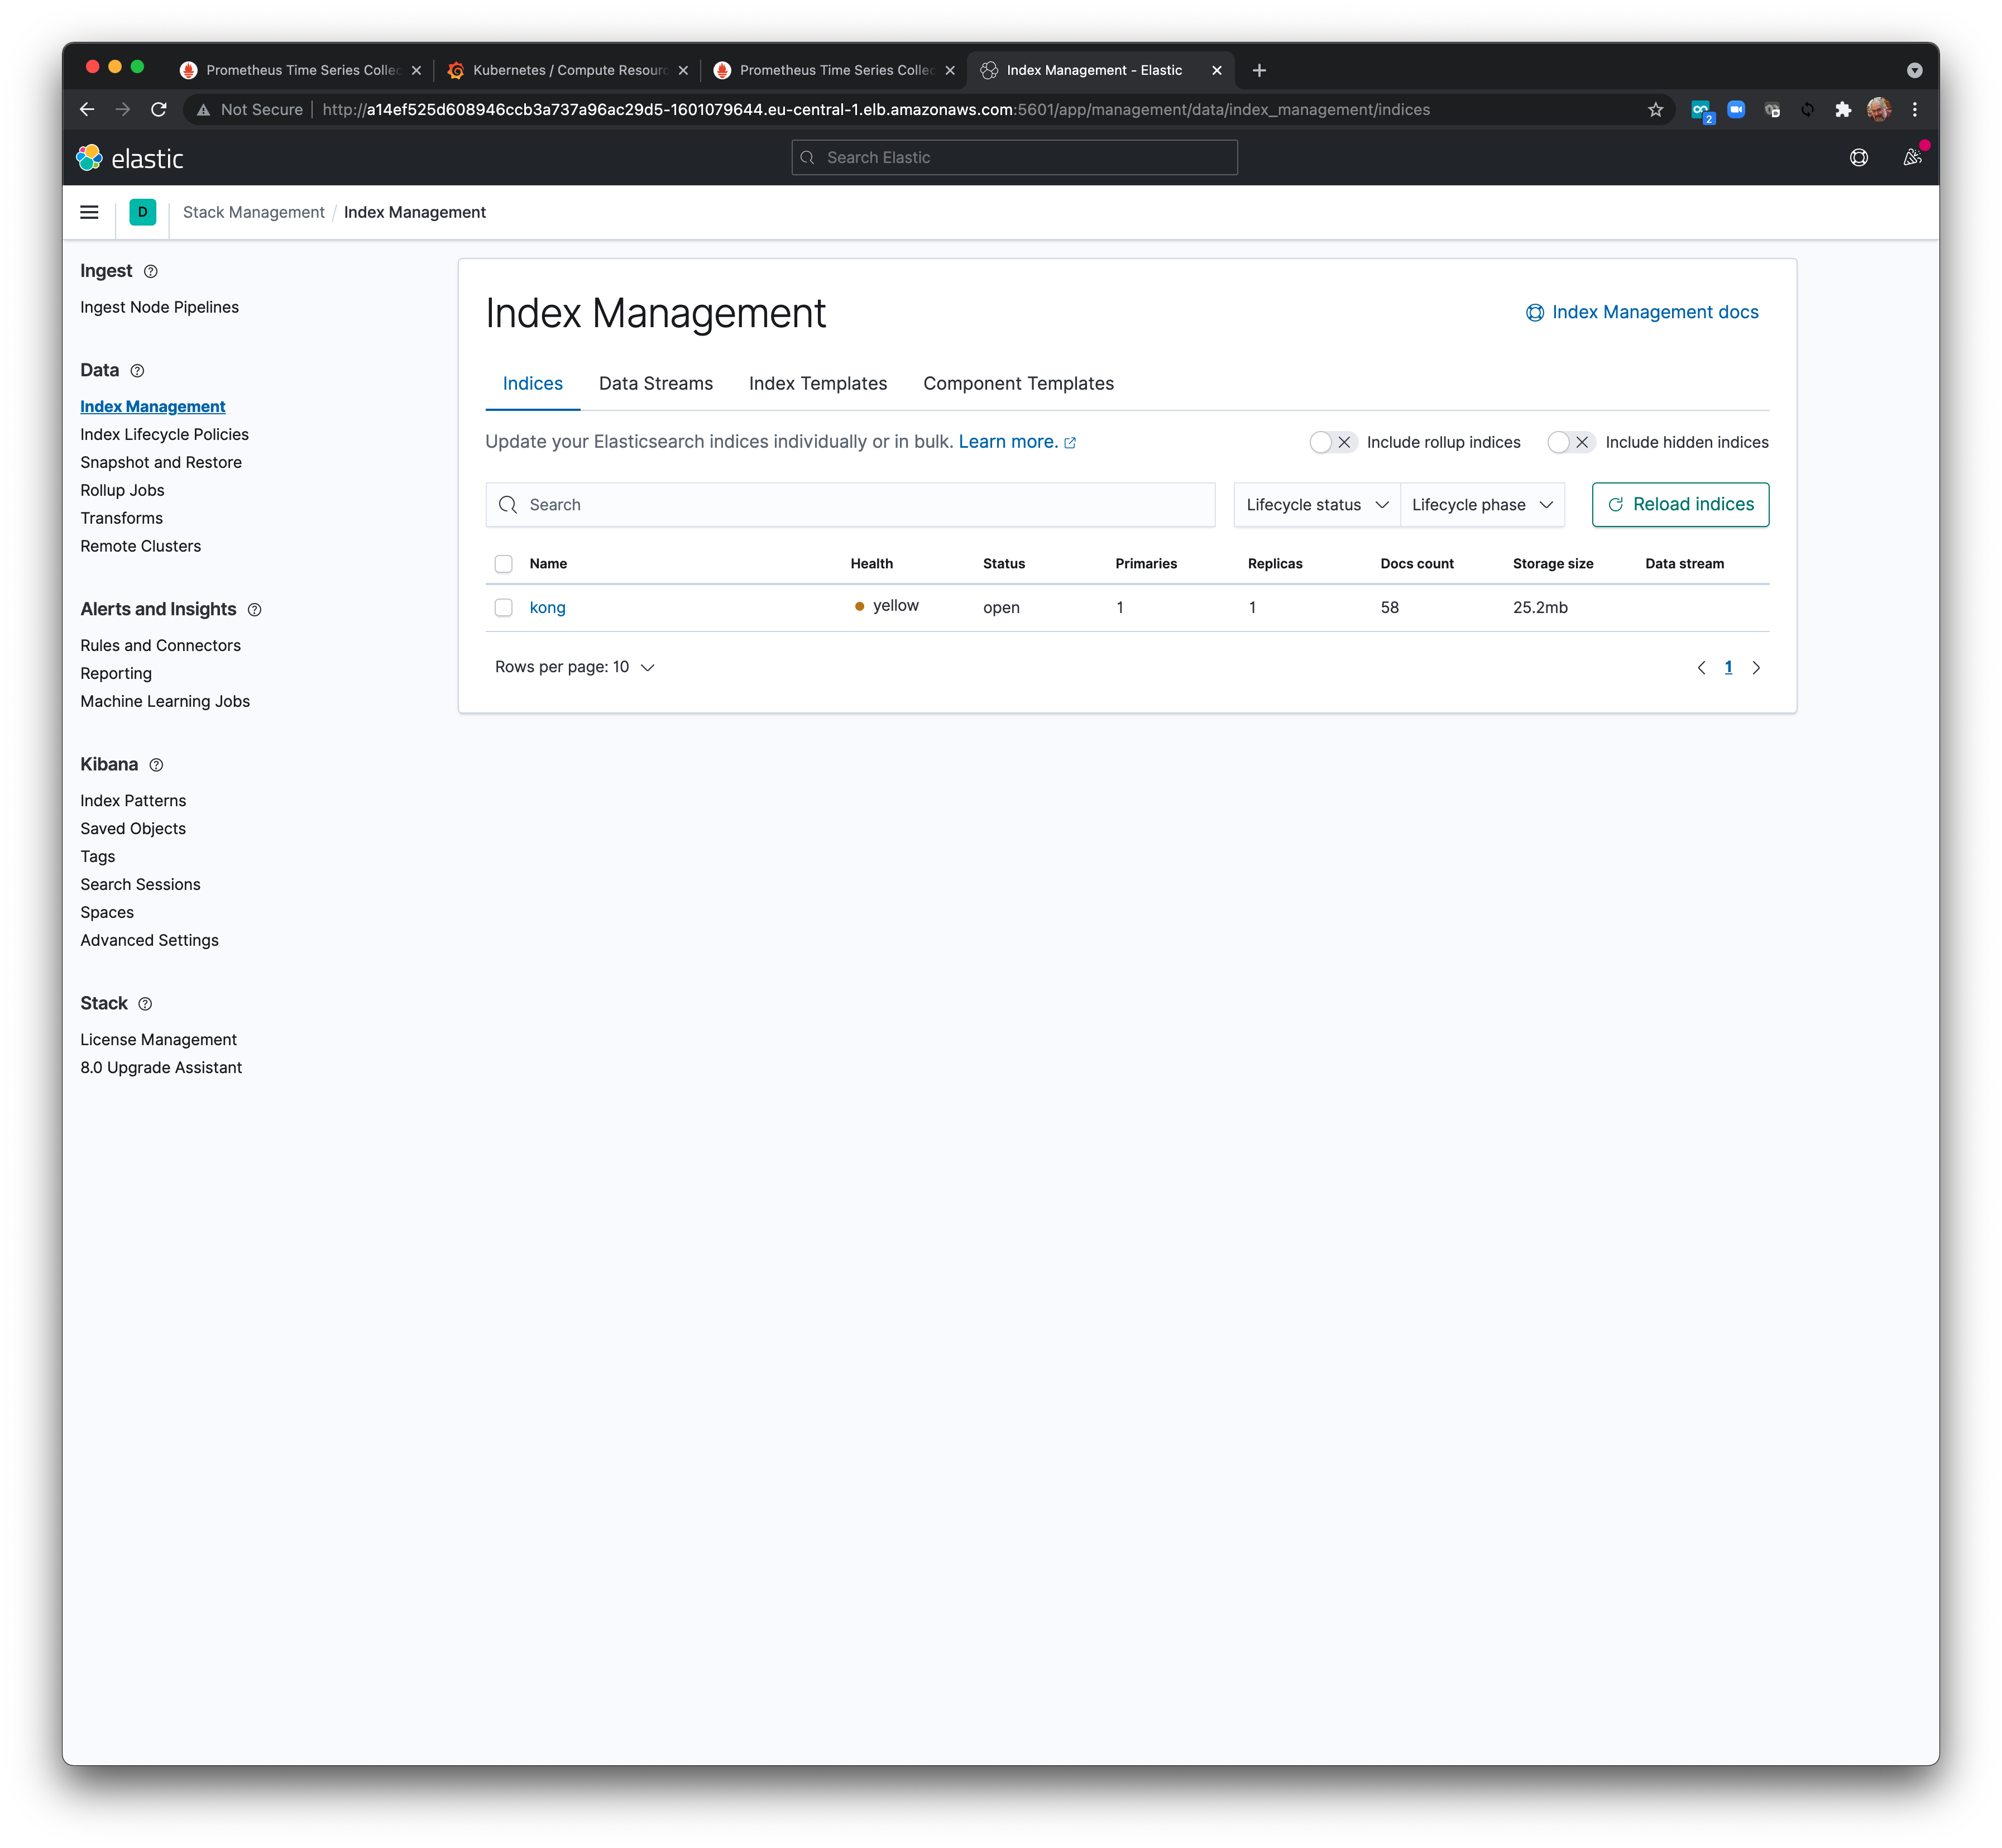 Prometheus Time Series Collec
Kubernetes / Compute Resourc
Prometheus Time Series Collec
Index Management - Elastic
Not Secure
http://a14ef525d608946ccb3a737a96ac29d5-1601079644.eu-central-1.elb.amazonaws.com:5601/app/management/data/index_management/indices
2
elastic
Search Elastic
D
Stack Management / Index Management
Ingest
Ingest Node Pipelines
Data
Index Management
Index Lifecycle Policies
Snapshot and Restore
Rollup Jobs
Transforms
Remote Clusters
Alerts and Insights
Rules and Connectors
Reporting
Machine Learning Jobs
Kibana
Index Patterns
Saved Objects
Tags
Search Sessions
Spaces
Advanced Settings
Stack
License Management
8.0 Upgrade Assistant
Index Management
Index Management docs
Indices Data Streams Index Templates Component Templates
Update your Elasticsearch indices individually or in bulk. Learn more.
Include rollup indices
Include hidden indices
Search
Lifecycle status
Lifecycle phase
Reload indices
Name Health Status Primaries Replicas Docs count Storage size Data stream
kong yellow open 1 1 58 25.2mb
Rows per page: 10
1